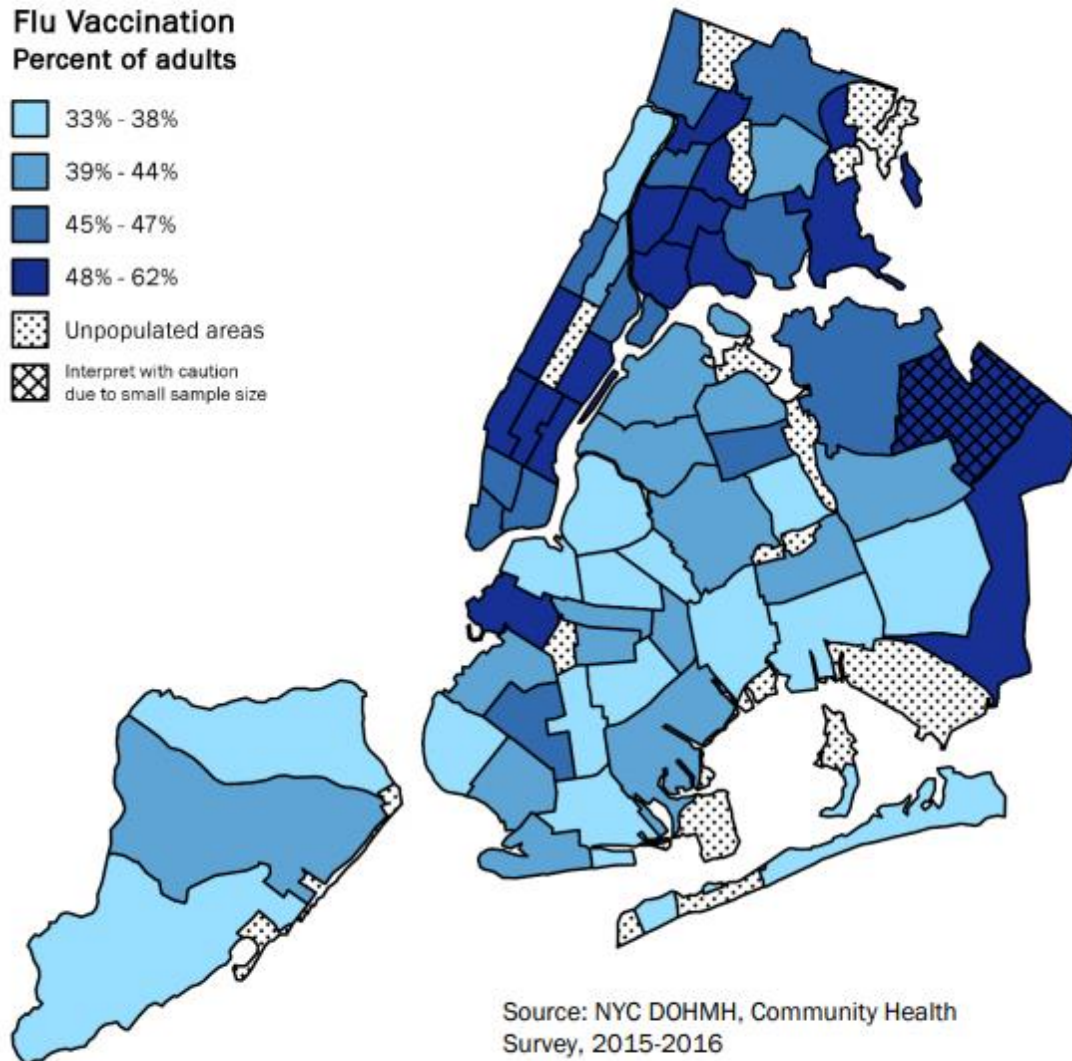 Flu Vaccination
Percent of adults
33% - 38%
39% - 44%
45% - 47%
48% - 62%
Unpopulated areas
Interpret with caution
due to small sample size
Source: NYC DOHMH, Community Health
Survey, 2015-2016